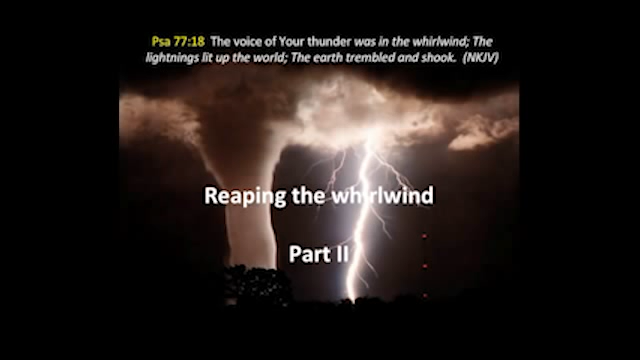 Psa 77:18 The voice of Your thunder was in the whirlwind; The
lightnings lit up the world; The earth trembled and shook. (NKJV)
Reaping the whirlwind
Part II